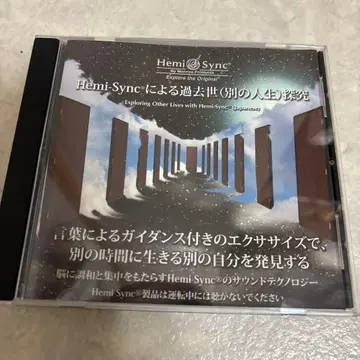 Hemi Sync®
By Monroe Products
Explore the Original
Hemi-Sync®による過去世(別の人生)探究
Exploring Other Lives with Hemi-Sync® (Japanese)
言葉によるガイダンス付きのエクササイズで、
別の時間に生きる別の自分を発見する
脳に調和と集中をもたらすHemi-Sync®のサウンドテクノロジー
Hemi-Sync®製品は運転中には聴かないでください